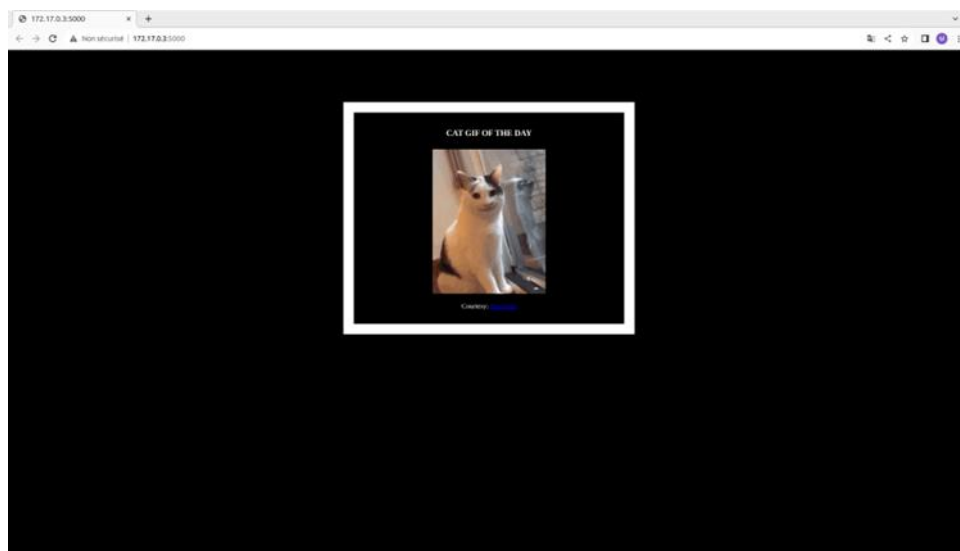 172.17.0.3:5000
Non sécurisé | 172.17.0.3:5000
CAT GIF OF THE DAY
Courtesy: